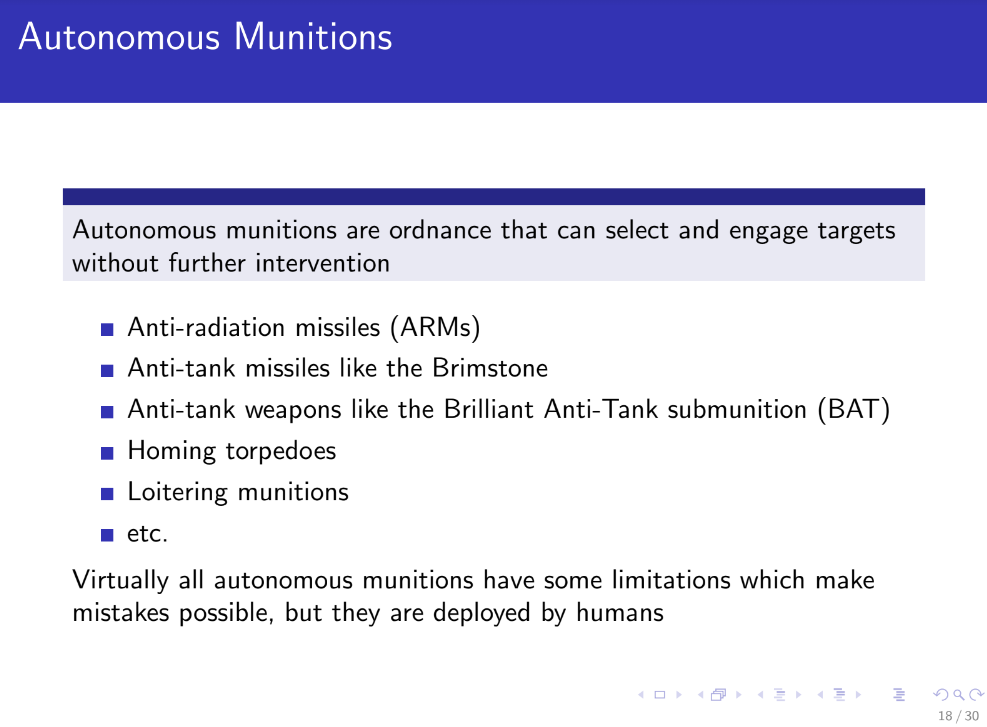 Autonomous Munitions
Autonomous munitions are ordnance that can select and engage targets
without further intervention
Anti-radiation missiles (ARMs)
Anti-tank missiles like the Brimstone
Anti-tank weapons like the Brilliant Anti-Tank submunition (BAT)
Homing torpedoes
Loitering munitions
etc.
Virtually all autonomous munitions have some limitations which make
mistakes possible, but they are deployed by humans
18 / 30